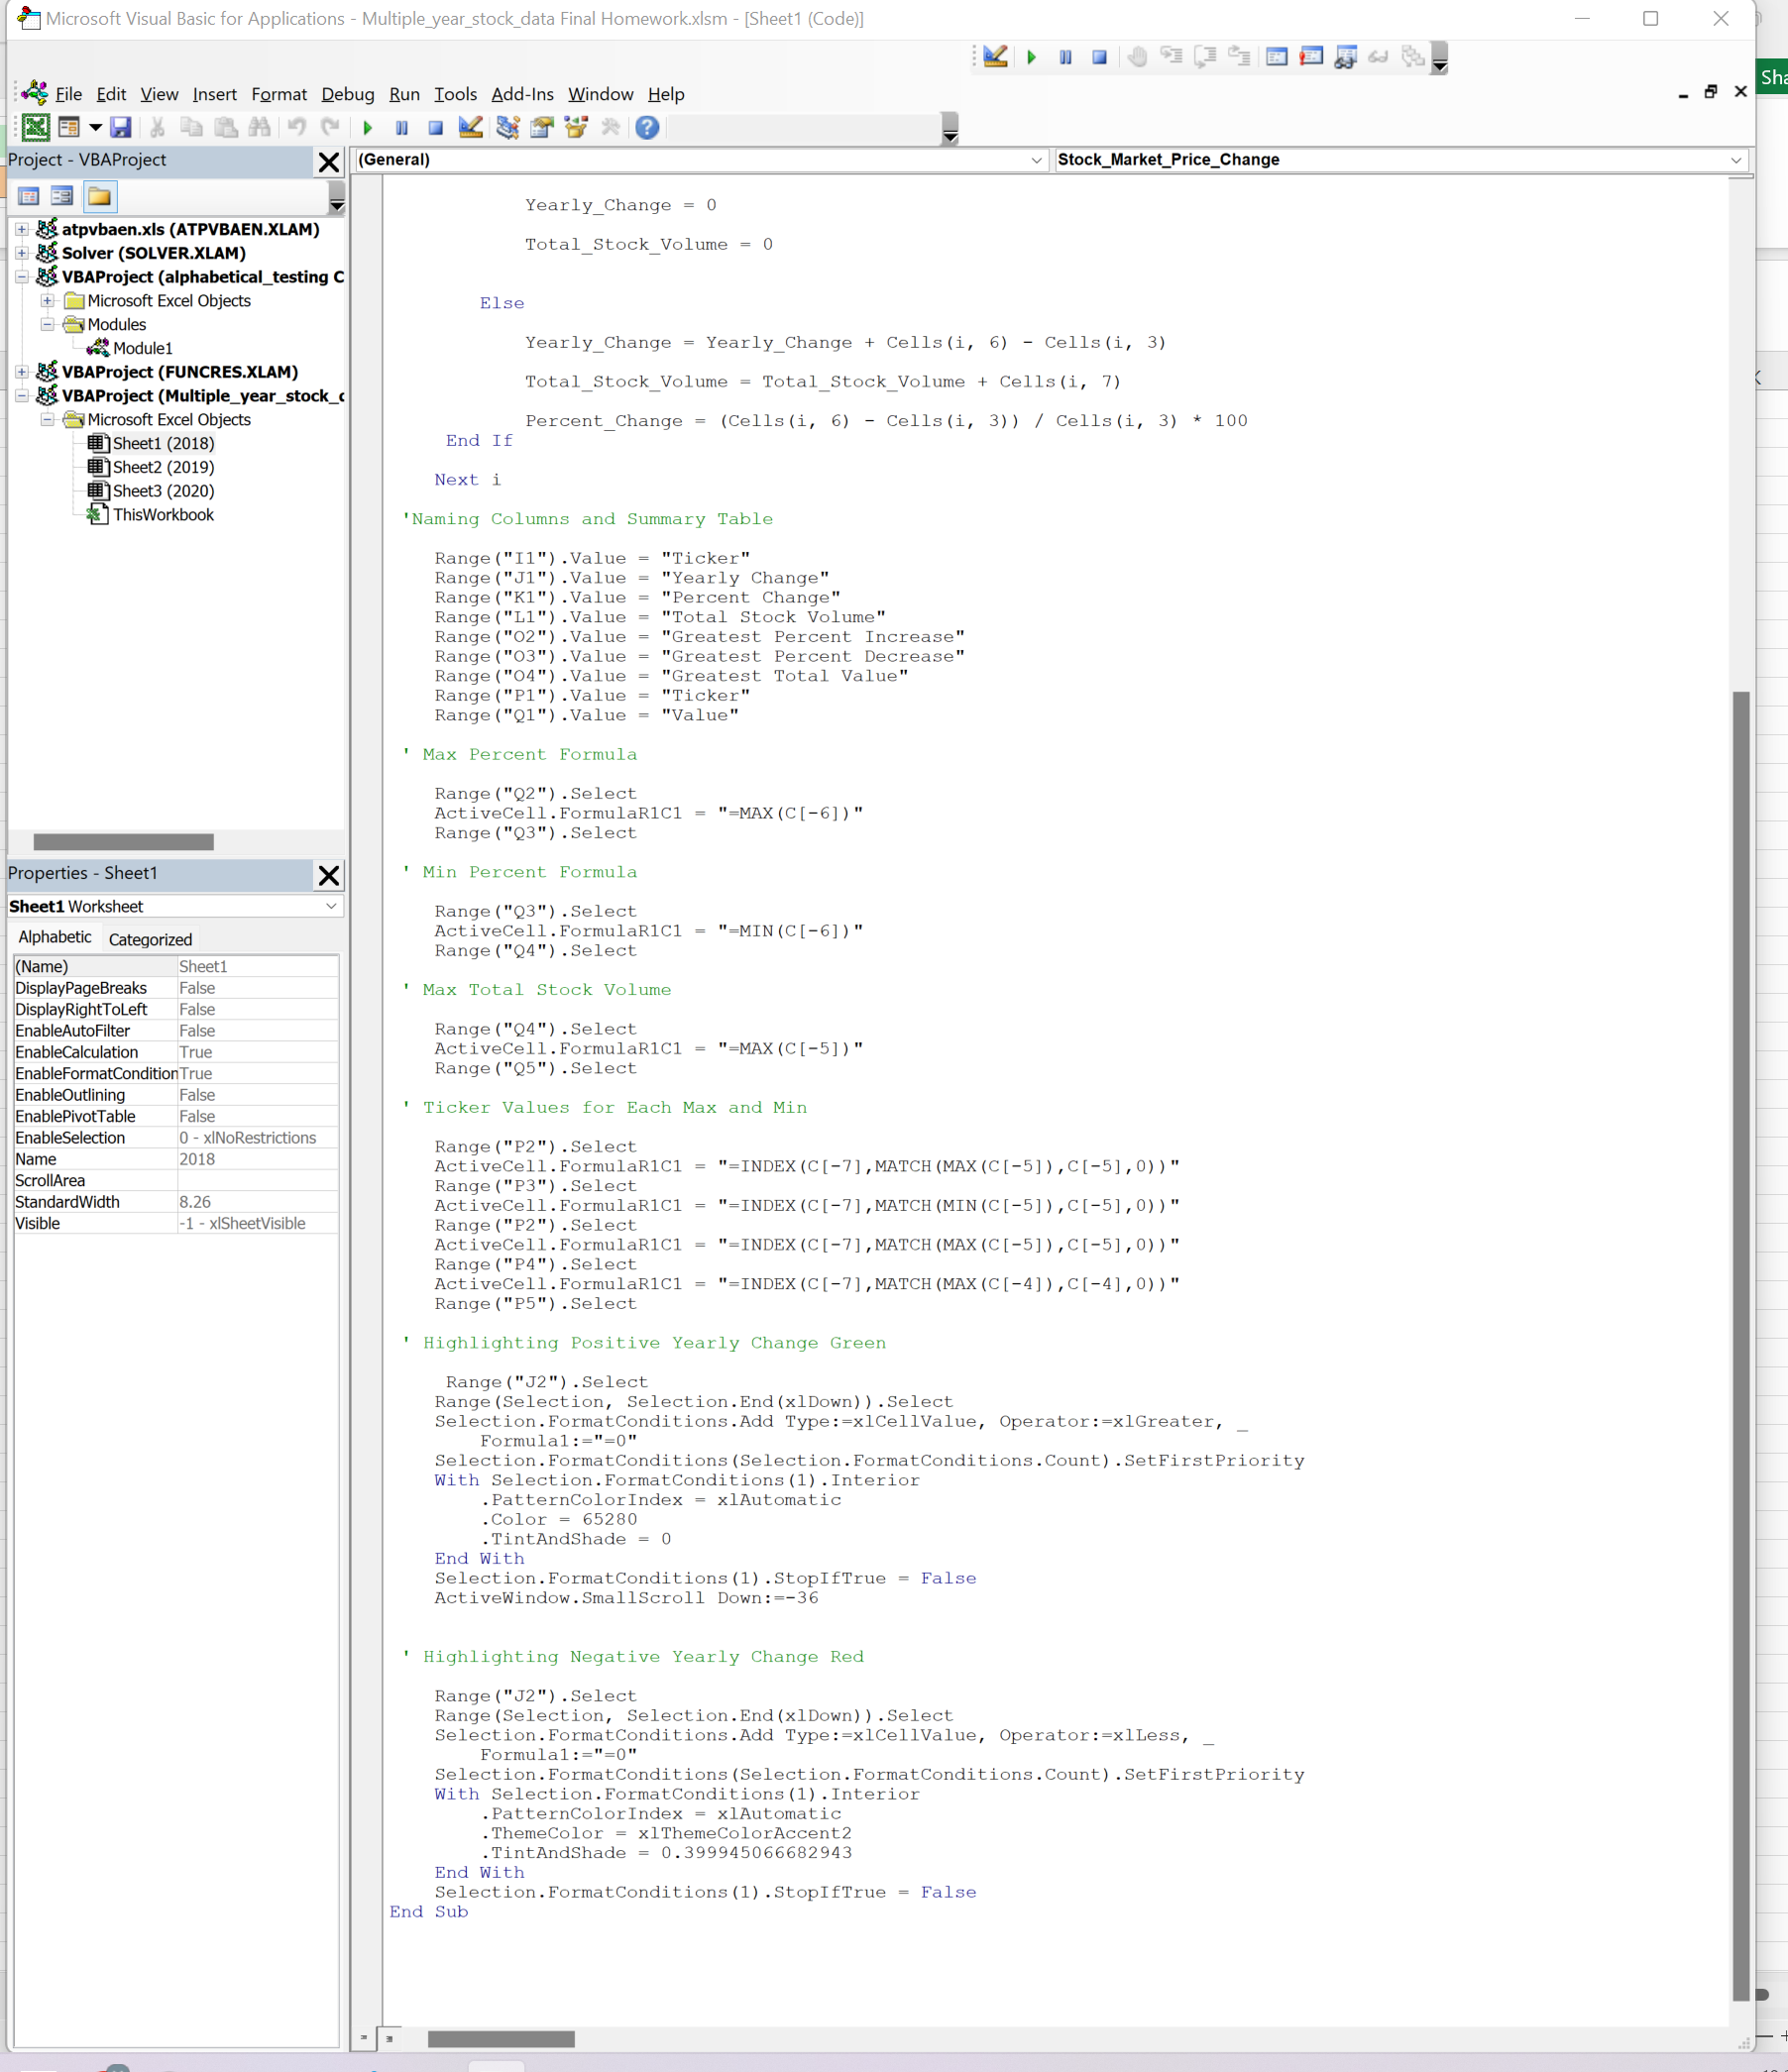 Microsoft Visual Basic for Applications - Multiple_year_stock_data Final Homework.xlsm - [Sheet1 (Code)]
Sha
File Edit View Insert Format Debug Run Tools Add-Ins Window Help
Project - VBAProject
atpvbaen.xls (ATPVBAEN.XLAM)
Solver (SOLVER.XLAM)
VBAProject (alphabetical_testing C
Microsoft Excel Objects
Modules
Module1
VBAProject (FUNCRES.XLAM)
VBAProject (Multiple_year_stock_d
Microsoft Excel Objects
Sheet1 (2018)
Sheet2 (2019)
Sheet3 (2020)
ThisWorkbook
Properties - Sheet1
Sheet1 Worksheet
Alphabetic Categorized
(Name) Sheet1
DisplayPageBreaks False
DisplayRightToLeft False
EnableAutoFilter False
EnableCalculation True
EnableFormatCondition True
EnableOutlining False
EnablePivotTable False
EnableSelection 0 - xlNoRestrictions
Name 2018
ScrollArea
StandardWidth 8.26
Visible -1 - xlSheetVisible
(General) Stock_Market_Price_Change
Yearly_Change = 0
Total_Stock_Volume = 0
Else
Yearly_Change = Yearly_Change + Cells(i, 6) - Cells(i, 3)
Total_Stock_Volume = Total_Stock_Volume + Cells(i, 7)
Percent_Change = (Cells(i, 6) - Cells(i, 3)) / Cells(i, 3) * 100
End If
Next i
'Naming Columns and Summary Table
Range("I1").Value = "Ticker"
Range("J1").Value = "Yearly Change"
Range("K1").Value = "Percent Change"
Range("L1").Value = "Total Stock Volume"
Range("O2").Value = "Greatest Percent Increase"
Range("O3").Value = "Greatest Percent Decrease"
Range("O4").Value = "Greatest Total Value"
Range("P1").Value = "Ticker"
Range("Q1").Value = "Value"
' Max Percent Formula
Range("Q2").Select
ActiveCell.FormulaR1C1 = "=MAX(C[-6])"
Range("Q3").Select
' Min Percent Formula
Range("Q3").Select
ActiveCell.FormulaR1C1 = "=MIN(C[-6])"
Range("Q4").Select
' Max Total Stock Volume
Range("Q4").Select
ActiveCell.FormulaR1C1 = "=MAX(C[-5])"
Range("Q5").Select
' Ticker Values for Each Max and Min
Range("P2").Select
ActiveCell.FormulaR1C1 = "=INDEX(C[-7],MATCH(MAX(C[-5]),C[-5],0))"
Range("P3").Select
ActiveCell.FormulaR1C1 = "=INDEX(C[-7],MATCH(MIN(C[-5]),C[-5],0))"
Range("P2").Select
ActiveCell.FormulaR1C1 = "=INDEX(C[-7],MATCH(MAX(C[-5]),C[-5],0))"
Range("P4").Select
ActiveCell.FormulaR1C1 = "=INDEX(C[-7],MATCH(MAX(C[-4]),C[-4],0))"
Range("P5").Select
' Highlighting Positive Yearly Change Green
Range("J2").Select
Range(Selection, Selection.End(xlDown)).Select
Selection.FormatConditions.Add Type:=xlCellValue, Operator:=xlGreater, _
Formula1:="=0"
Selection.FormatConditions(Selection.FormatConditions.Count).SetFirstPriority
With Selection.FormatConditions(1).Interior
.PatternColorIndex = xlAutomatic
.Color = 65280
.TintAndShade = 0
End With
Selection.FormatConditions(1).StopIfTrue = False
ActiveWindow.SmallScroll Down:=-36
' Highlighting Negative Yearly Change Red
Range("J2").Select
Range(Selection, Selection.End(xlDown)).Select
Selection.FormatConditions.Add Type:=xlCellValue, Operator:=xlLess, _
Formula1:="=0"
Selection.FormatConditions(Selection.FormatConditions.Count).SetFirstPriority
With Selection.FormatConditions(1).Interior
.PatternColorIndex = xlAutomatic
.ThemeColor = xlThemeColorAccent2
.TintAndShade = 0.399945066682943
End With
Selection.FormatConditions(1).StopIfTrue = False
End Sub